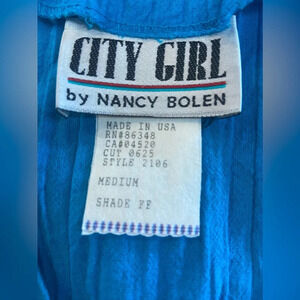 CITY GIRL
by NANCY BOLEN
MADE IN USA
RN#86348
CA#04520
CUT 0625
STYLE 2106
MEDIUM
SHADE FF